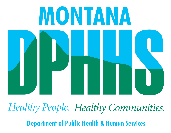 MONTANA
DPHHS
Healthy People. Healthy Communities.
Department of Public Health & Human Services